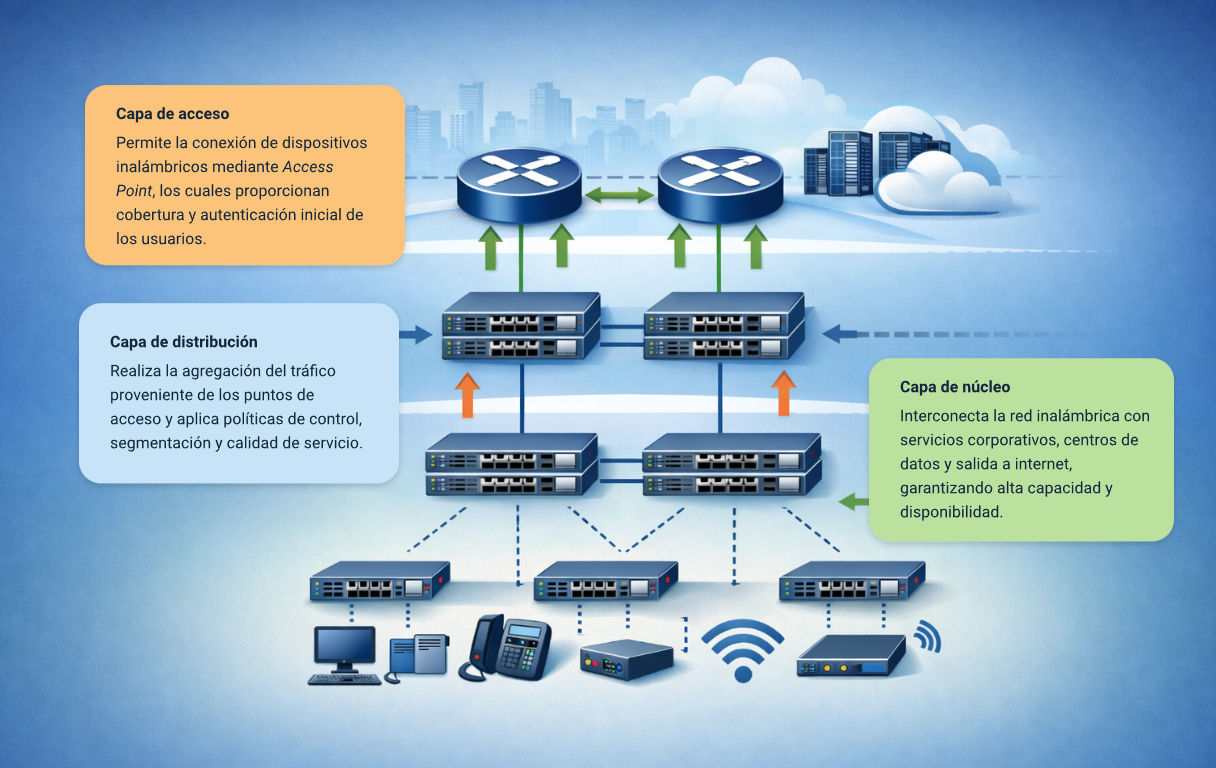 Capa de acceso
Permite la conexión de dispositivos
inalámbricos mediante Access
Point, los cuales proporcionan
cobertura y autenticación inicial de
los usuarios.
Capa de distribución
Realiza la agregación del tráfico
proveniente de los puntos de
acceso y aplica políticas de control,
segmentación y calidad de servicio.
Capa de núcleo
Interconecta la red inalámbrica con
servicios corporativos, centros de
datos y salida a internet,
garantizando alta capacidad y
disponibilidad.